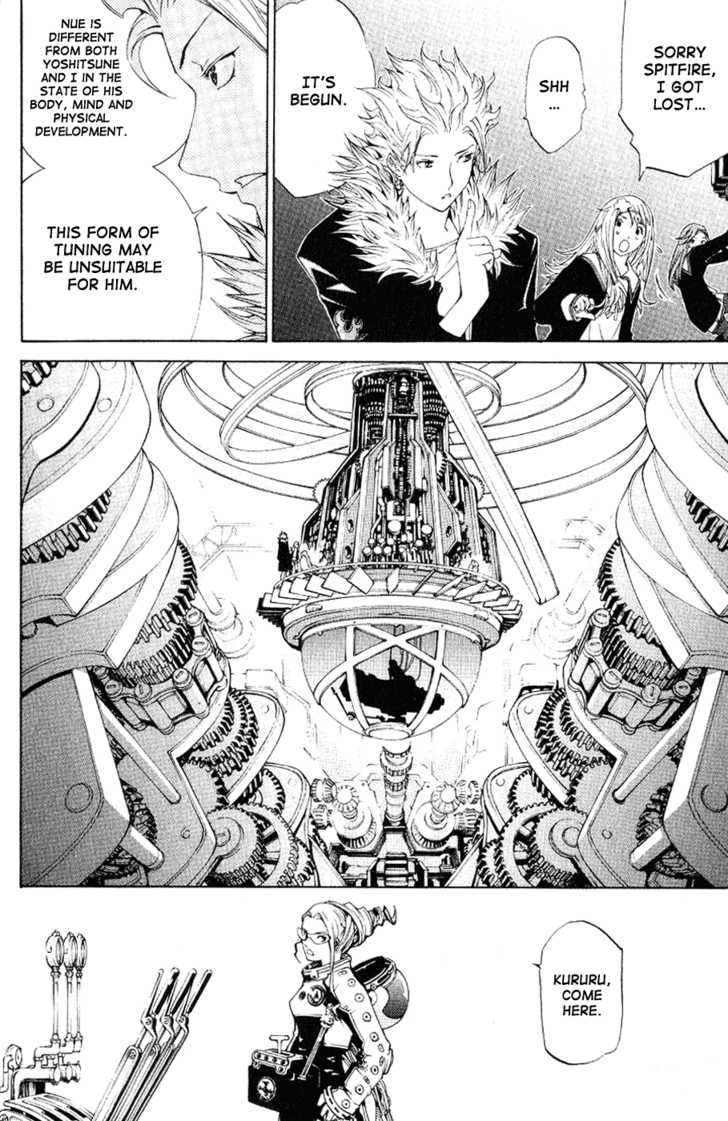 SORRY
SPITFIRE,
I GOT
LOST...
SHH
...
IT'S
BEGUN.
NUE IS
DIFFERENT
FROM BOTH
YOSHITSUNE
AND I IN THE
STATE OF HIS
BODY, MIND AND
PHYSICAL
DEVELOPMENT.
THIS FORM OF
TUNING MAY
BE UNSUITABLE
FOR HIM.
KURURU,
COME
HERE.